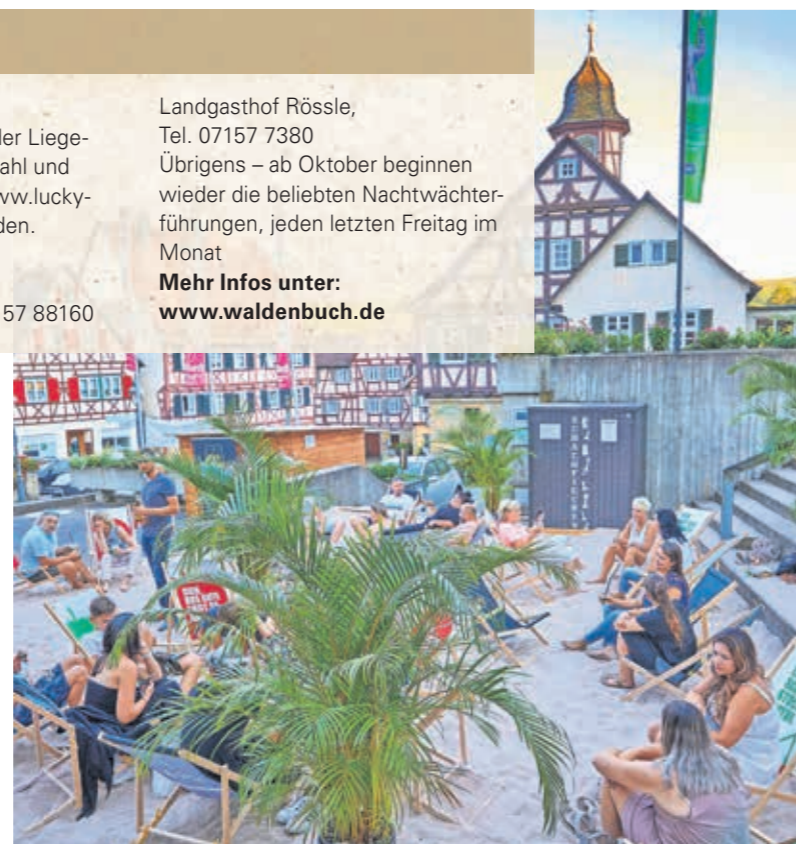 der Liege-
ahl und
ww.lucky-
den.
57 88160
Landgasthof Rössle,
Tel. 07157 7380
Übrigens – ab Oktober beginnen
wieder die beliebten Nachtwächter-
führungen, jeden letzten Freitag im
Monat
Mehr Infos unter:
www.waldenbuch.de
SCHACHFIGUREN